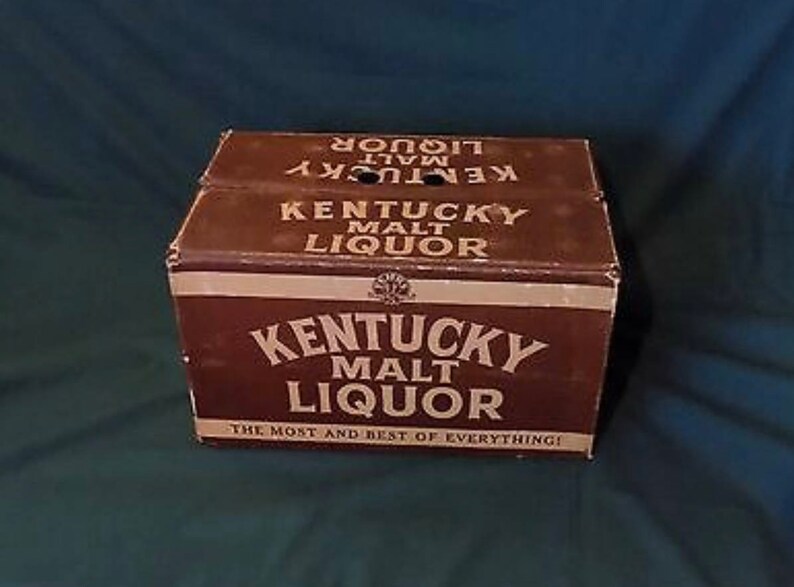 KENTUCKY
MALT
LIQUOR
KENTUCKY
MALT
LIQUOR
KENTUCKY
MALT
LIQUOR
THE MOST AND BEST OF EVERYTHING!